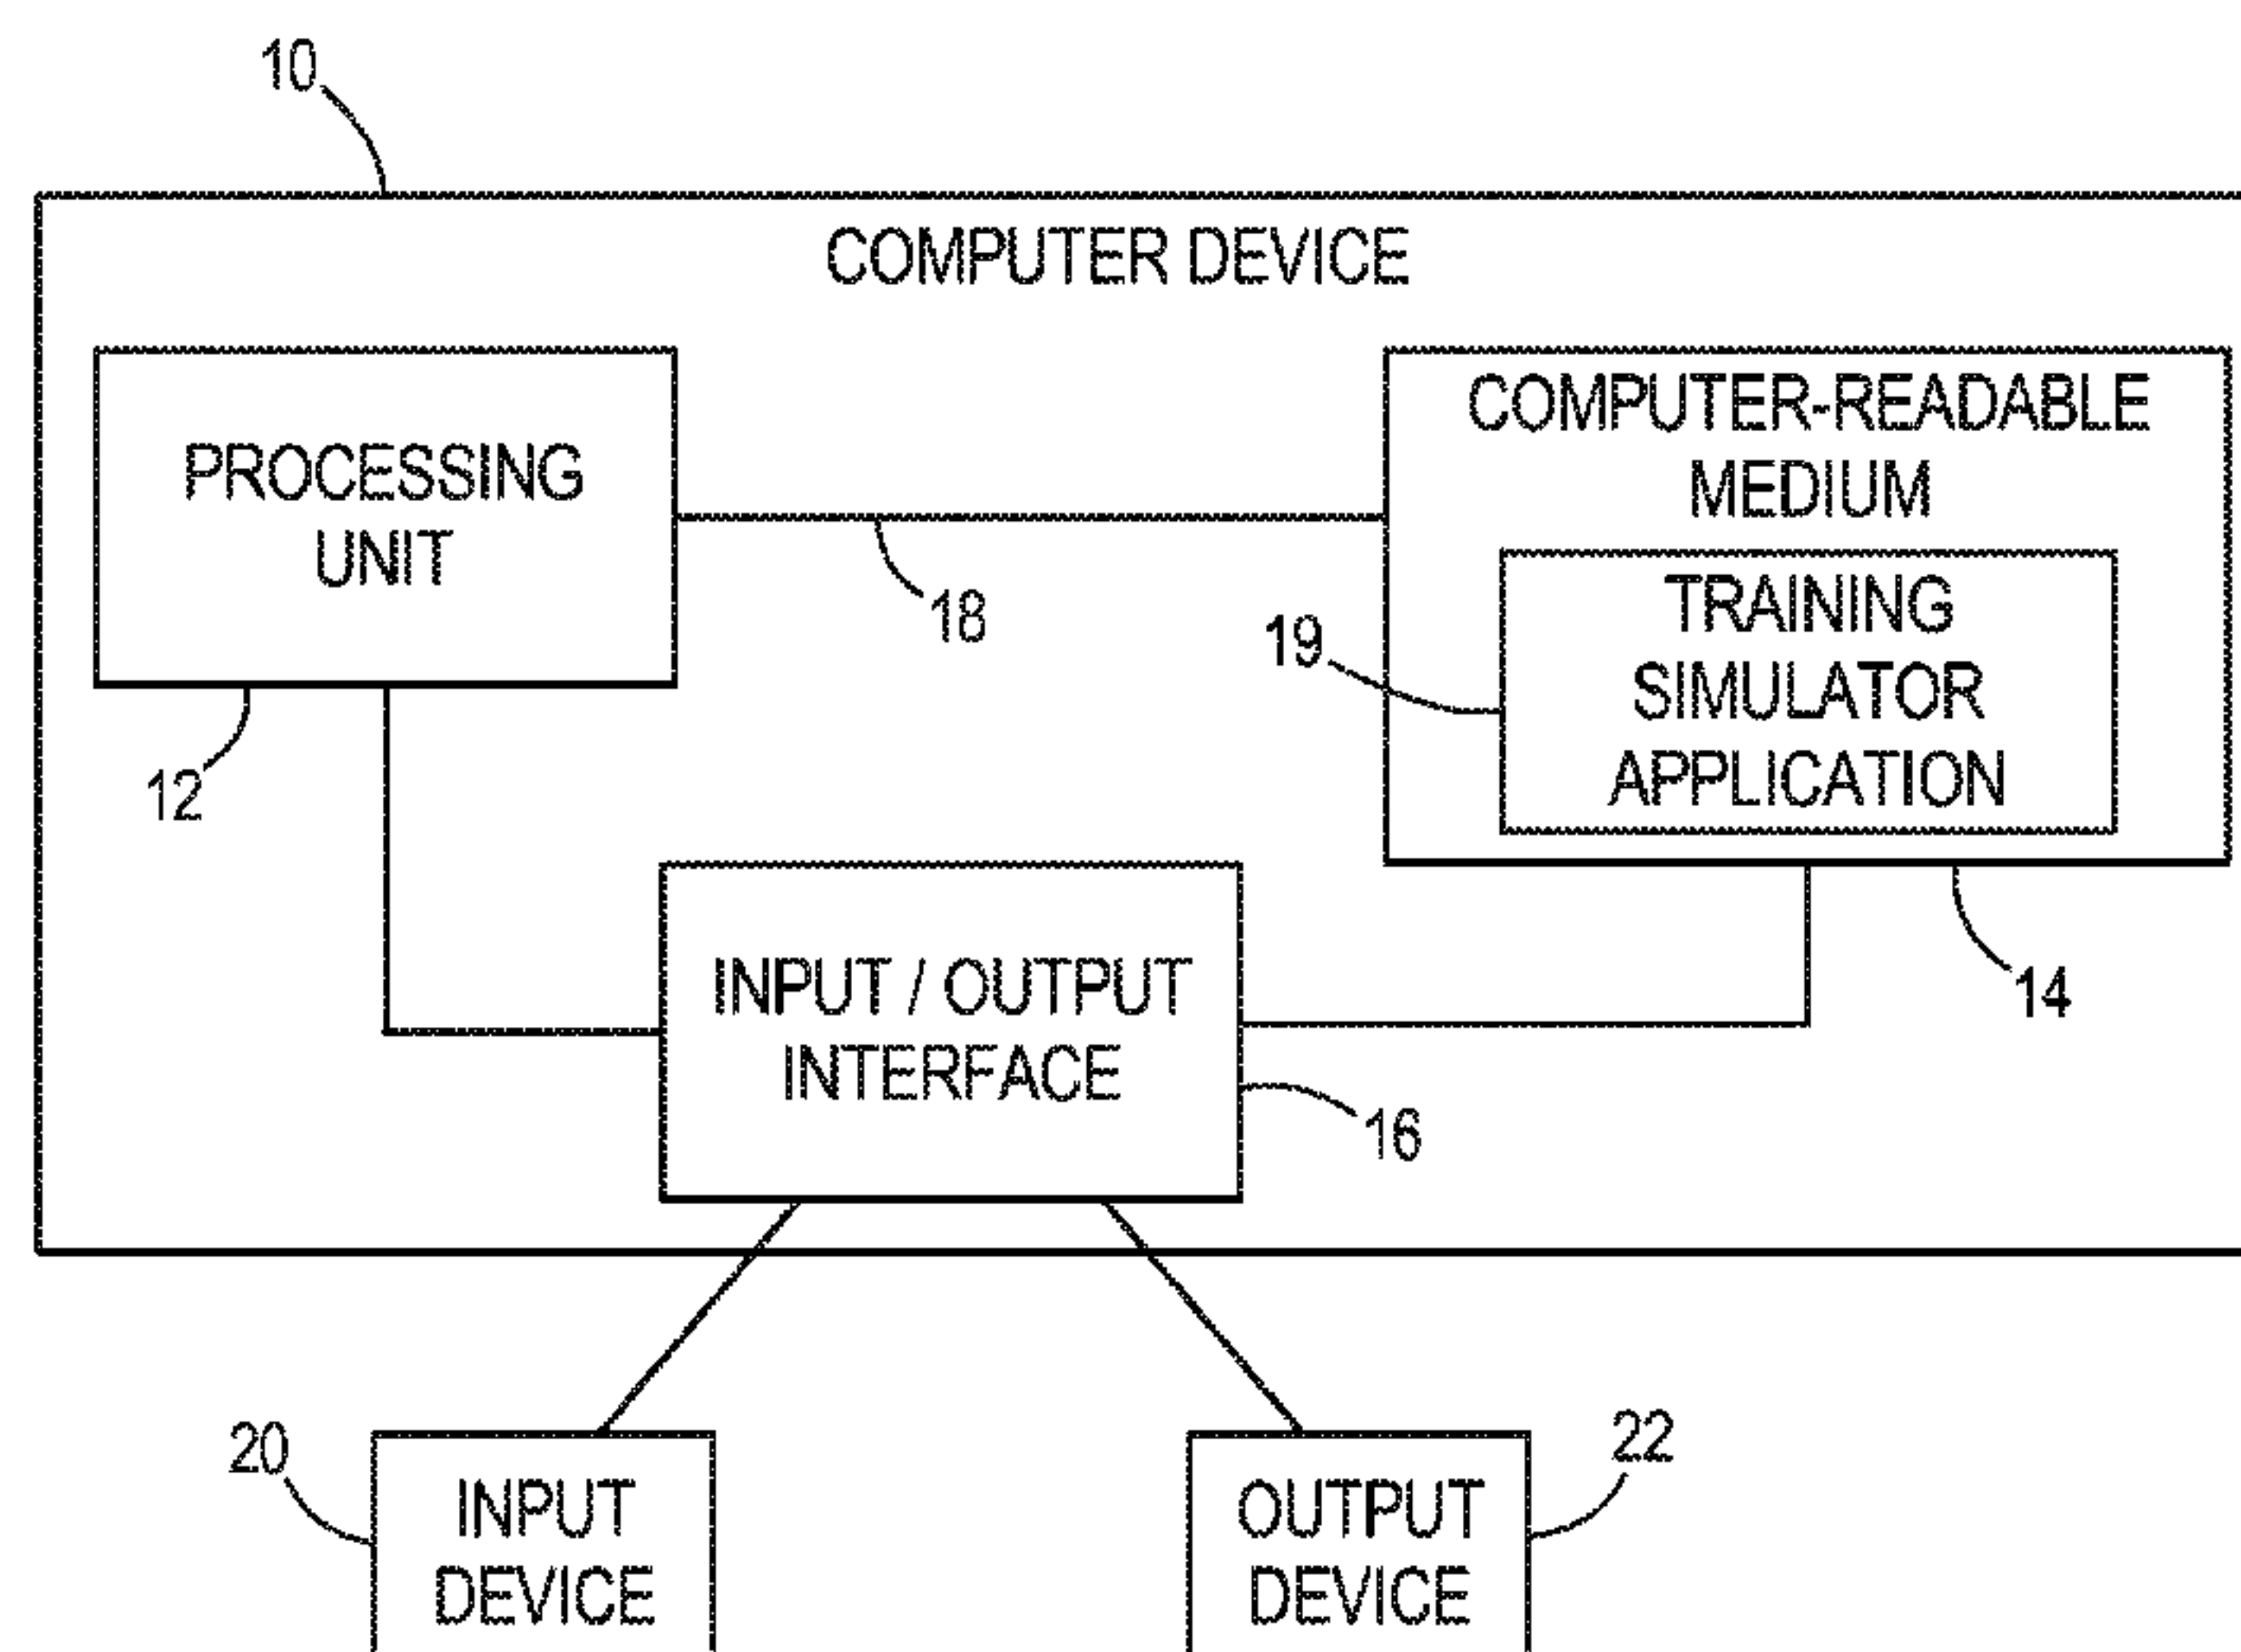 10
COMPUTER DEVICE
PROCESSING
UNIT
COMPUTER-READABLE
MEDIUM
TRAINING
SIMULATOR
APPLICATION
18
19
12
INPUT / OUTPUT
INTERFACE
14
16
20
INPUT
DEVICE
OUTPUT
DEVICE
22